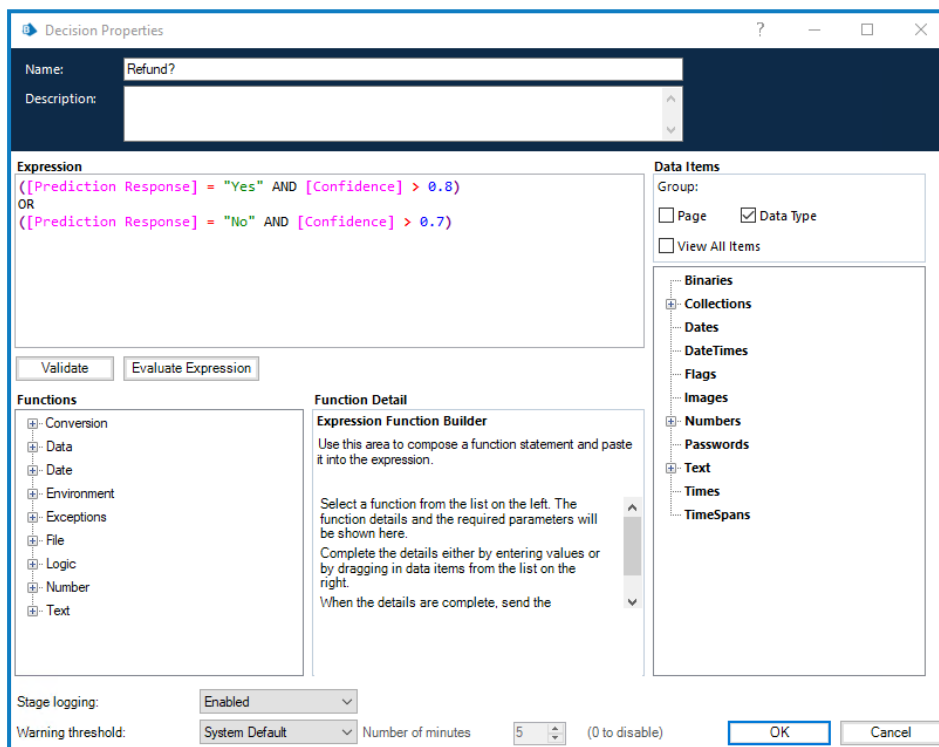 Decision Properties
Name:
Refund?
Description:
Expression
([Prediction Response] = "Yes" AND [Confidence] > 0.8)
OR
([Prediction Response] = "No" AND [Confidence] > 0.7)
Validate
Evaluate Expression
Data Items
Group:
Page
Data Type
View All Items
Binaries
Collections
Dates
DateTimes
Flags
Images
Numbers
Passwords
Text
Times
TimeSpans
Functions
Conversion
Data
Date
Environment
Exceptions
File
Logic
Number
Text
Function Detail
Expression Function Builder
Use this area to compose a function statement and paste
it into the expression.
Select a function from the list on the left. The
function details and the required parameters will
be shown here.
Complete the details either by entering values or
by dragging in data items from the list on the
right.
When the details are complete, send the
Stage logging:
Enabled
Warning threshold:
System Default
Number of minutes
5
(0 to disable)
OK
Cancel